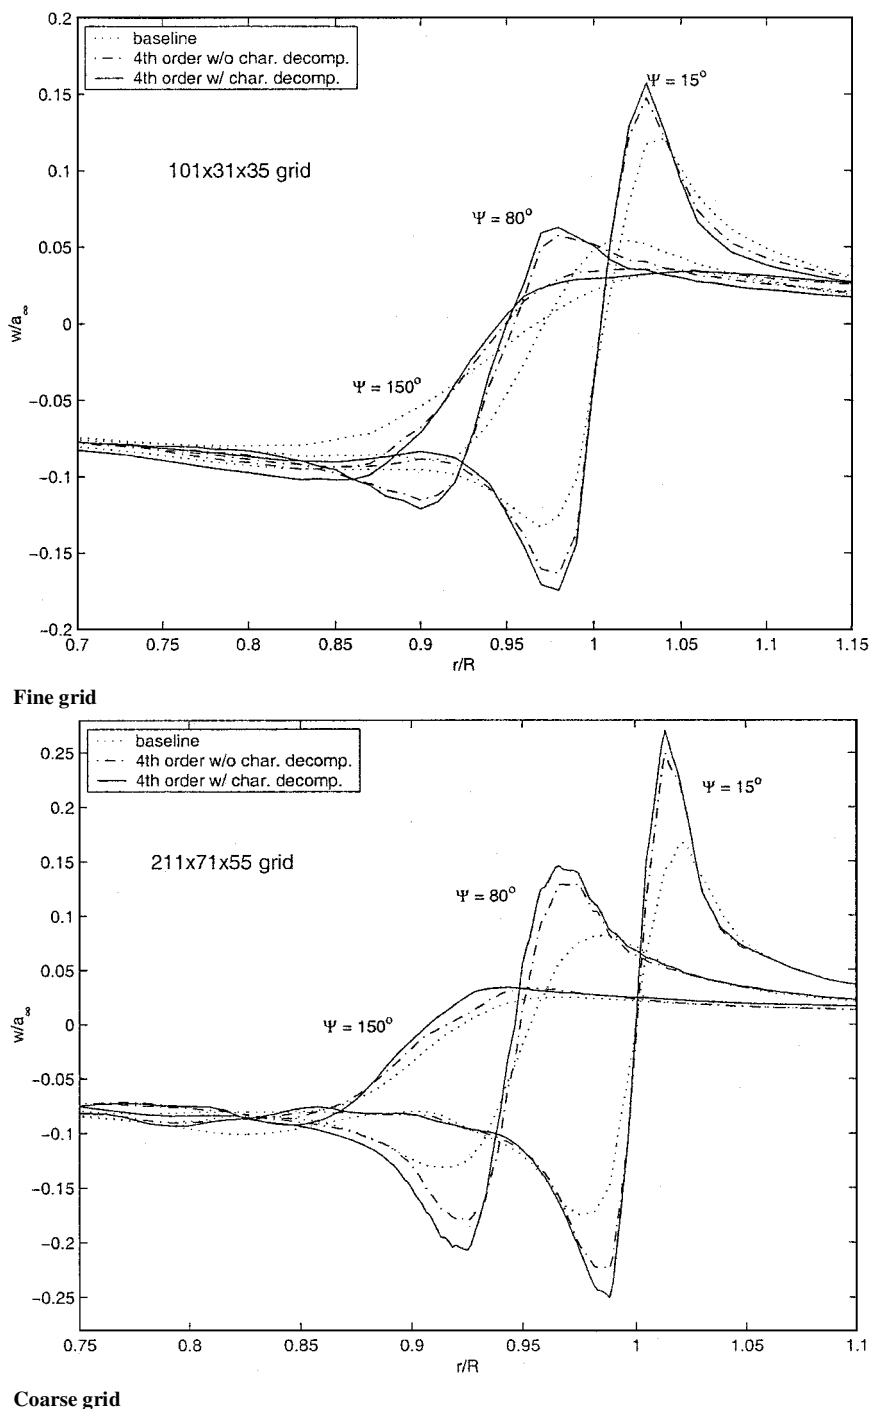 0.2
baseline
4th order w/o char. decomp.
4th order w/ char. decomp.
0.15
Ψ = 15°
0.1
101x31x35 grid
Ψ = 80°
0.05
0
w/a∞
Ψ = 150°
−0.05
−0.1
−0.15
−0.2
0.7 0.75 0.8 0.85 0.9 0.95 1 1.05 1.1 1.15
r/R
Fine grid
baseline
4th order w/o char. decomp.
4th order w/ char. decomp.
0.25
Ψ = 15°
0.2
0.15
211x71x55 grid
Ψ = 80°
0.1
0.05
w/a∞
0
Ψ = 150°
−0.05
−0.1
−0.15
−0.2
−0.25
0.75 0.8 0.85 0.9 0.95 1 1.05 1.1
r/R
Coarse grid